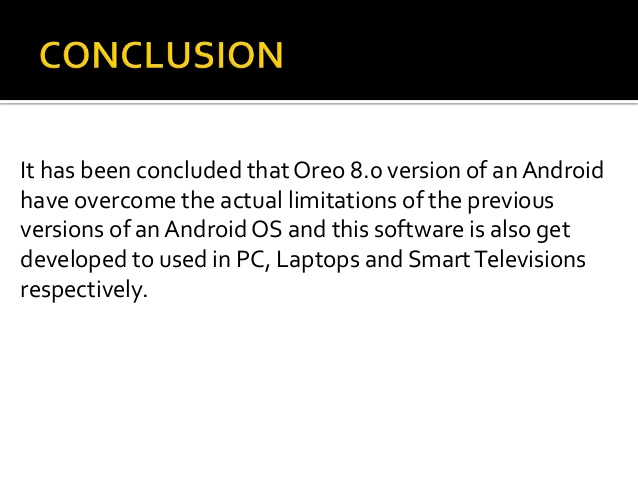 CONCLUSION
It has been concluded that Oreo 8.0 version of an Android
have overcome the actual limitations of the previous
versions of an Android OS and this software is also get
developed to used in PC, Laptops and Smart Televisions
respectively.